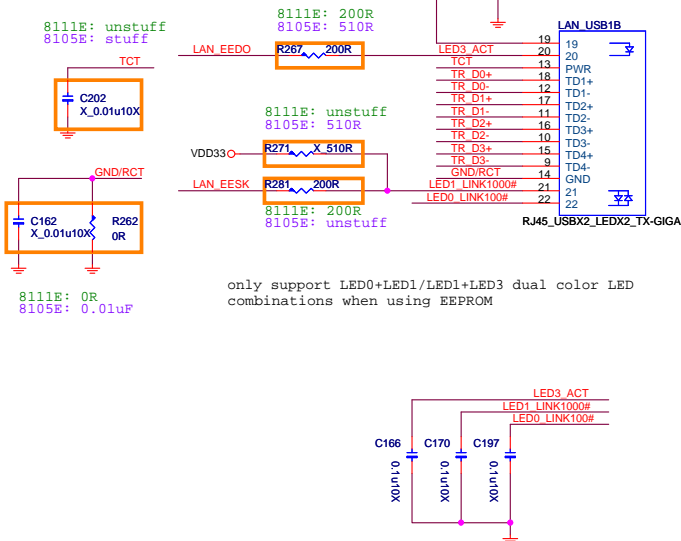 8111E: 200R
8105E: 510R
8111E: unstuff
8105E: stuff
LAN_USB1B
LAN_EEDO
R267
200R
LED3_ACT
19
19
20
20
TCT
TCT
13
PWR
TR_D0+
18
TD1+
TR_D0-
12
TD1-
TR_D1+
17
TD2+
TR_D1-
11
TD2-
TR_D2+
16
TD3+
TR_D2-
10
TD3-
TR_D3+
15
TD4+
TR_D3-
9
TD4-
GND/RCT
14
GND
LED1_LINK1000#
21
21
LED0_LINK100#
22
22
RJ45_USBX2_LEDX2_TX-GIGA
C202
X_0.01u10X
8111E: unstuff
8105E: 510R
VDD33
R271
X_510R
LAN_EESK
R281
200R
8111E: 200R
8105E: unstuff
GND/RCT
C162
X_0.01u10X
R262
0R
8111E: 0R
8105E: 0.01uF
only support LED0+LED1/LED1+LED3 dual color LED
combinations when using EEPROM
LED3_ACT
LED1_LINK1000#
LED0_LINK100#
C166
C170
C197
0.1u10X
0.1u10X
0.1u10X